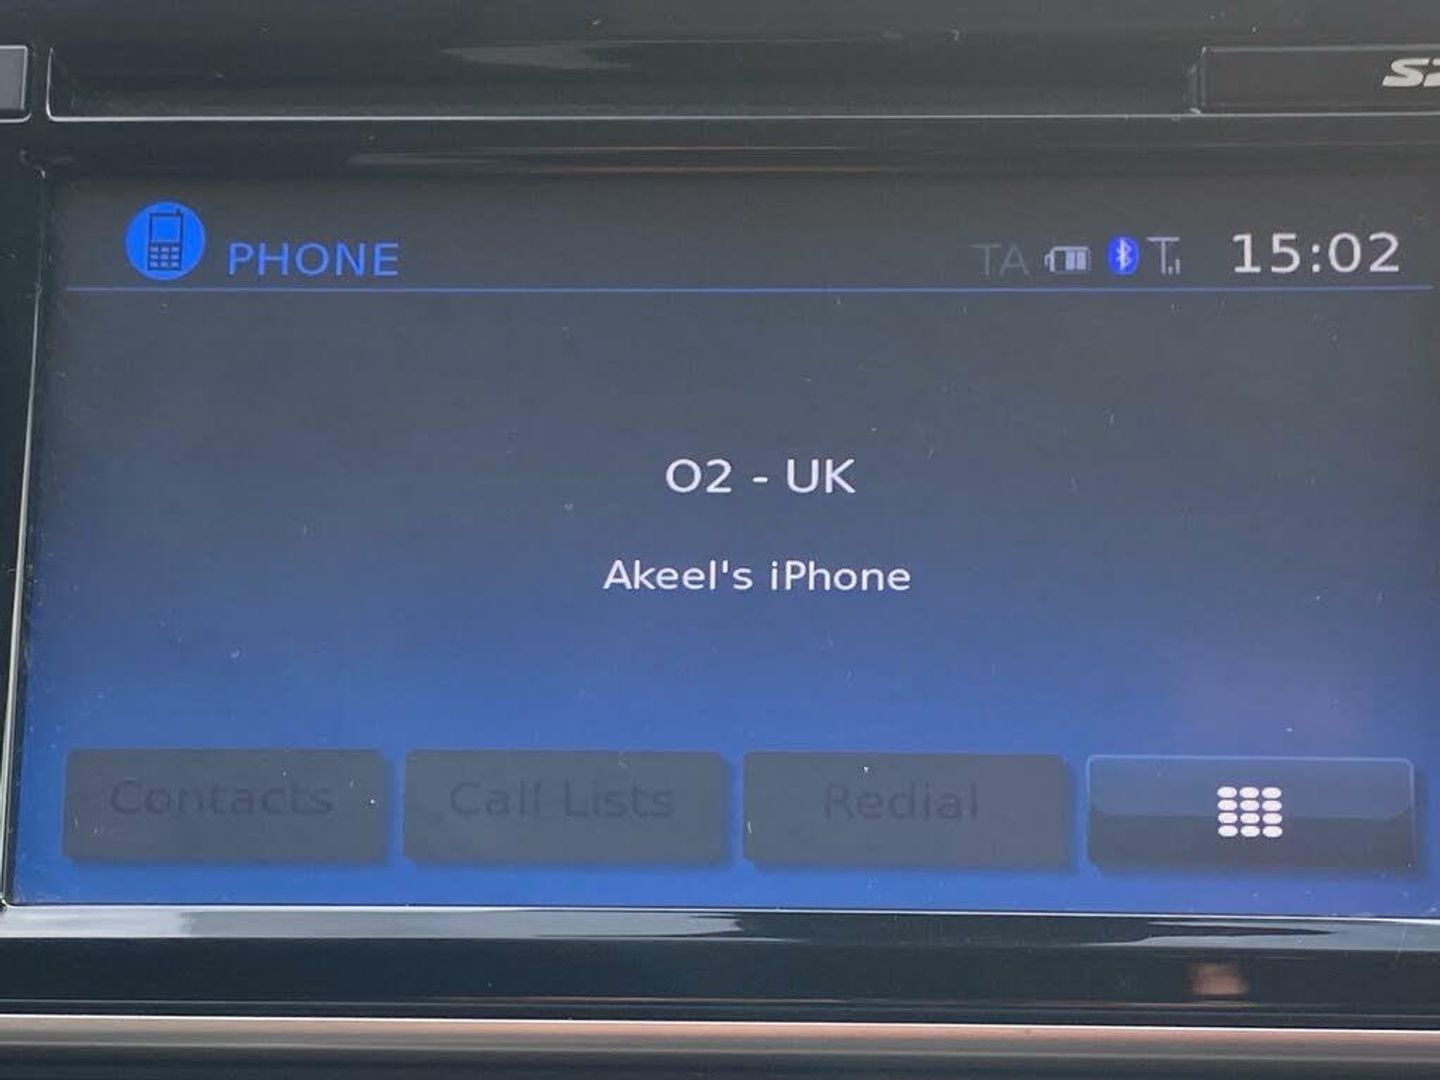 PHONE
TA
15:02
O2 - UK
Akeel's iPhone
Contacts
Call Lists
Redial